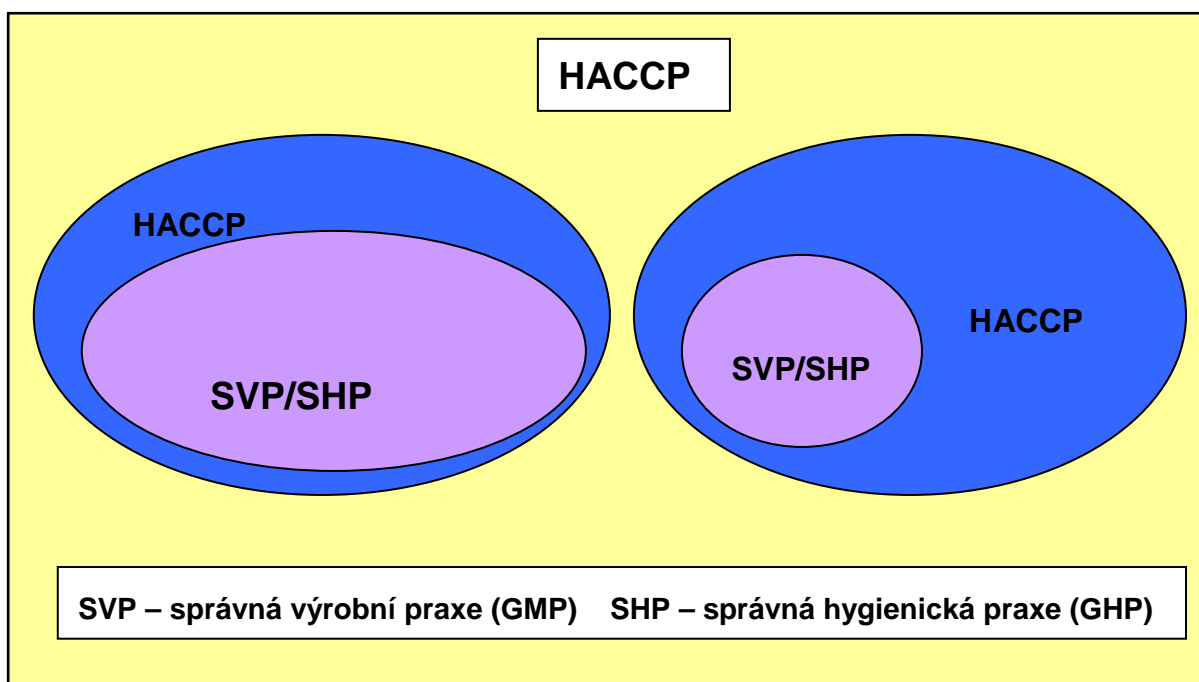 HACCP
HACCP
SVP/SHP
HACCP
SVP/SHP
SVP – správná výrobní praxe (GMP) SHP – správná hygienická praxe (GHP)